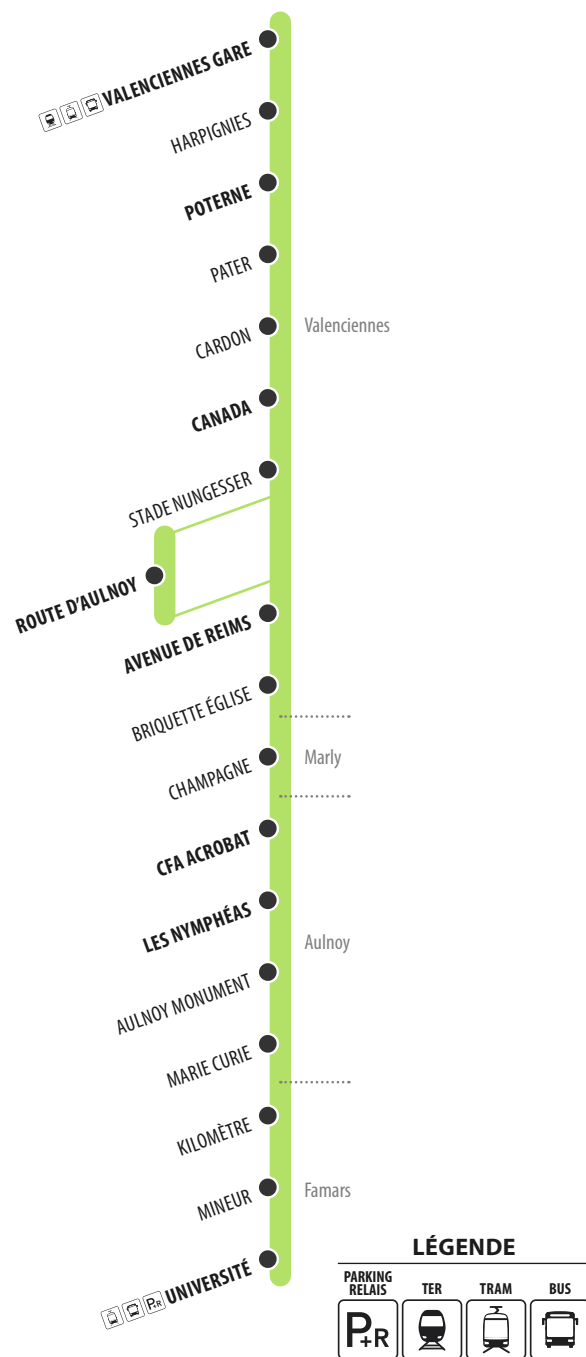 VALENCIENNES GARE
HARPIGNIES
POTERNE
PATER
CARDON
Valenciennes
CANADA
STADE NUNGESSER
ROUTE D'AULNOY
AVENUE DE REIMS
BRIQUETTE ÉGLISE
CHAMPAGNE
Marly
CFA ACROBAT
LES NYMPHÉAS
Aulnoy
AULNOY MONUMENT
MARIE CURIE
KILOMÈTRE
MINEUR
Famars
P+R UNIVERSITÉ
LÉGENDE
PARKING
RELAIS
TER
TRAM
BUS
P+R